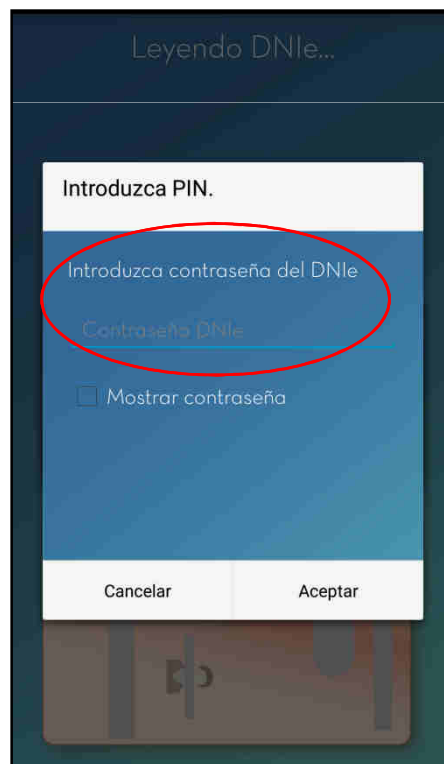 Leyendo DNIe...
Introduzca PIN.
Introduzca contraseña del DNIe
Contraseña DNIe
Mostrar contraseña
Cancelar
Aceptar